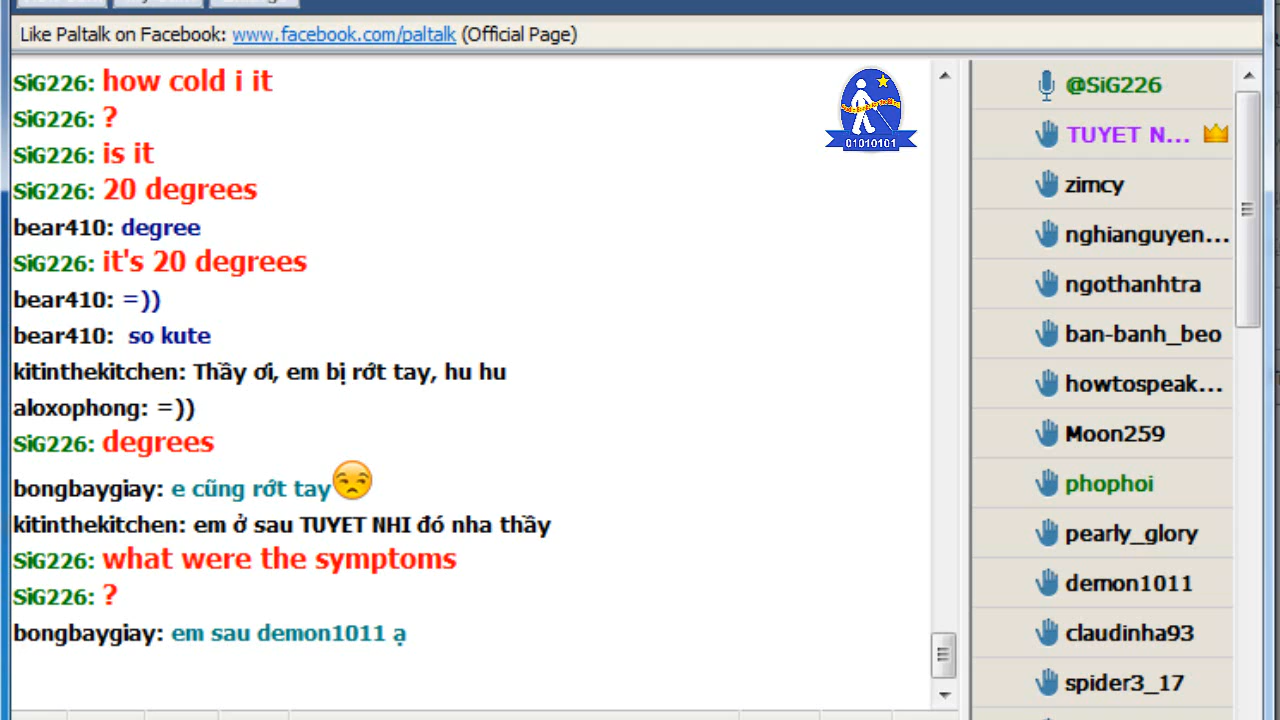 Like Paltalk on Facebook: www.facebook.com/paltalk (Official Page)
SiG226: how cold i it
SiG226: ?
SiG226: is it
SiG226: 20 degrees
bear410: degree
SiG226: it's 20 degrees
bear410: =))
bear410: so kute
kitinthekitchen: Thầy ơi, em bị rớt tay, hu hu
aloxophong: =))
SiG226: degrees
bongbaygiay: e cũng rớt tay
kitinthekitchen: em ở sau TUYET NHI đó nha thầy
SiG226: what were the symptoms
SiG226: ?
bongbaygiay: em sau demon1011 ạ
01010101
@SiG226
TUYET N...
zimcy
nghianguyen...
ngothanhtra
ban-banh_beo
howtospeak...
Moon259
phophoi
pearly_glory
demon1011
claudinha93
spider3_17